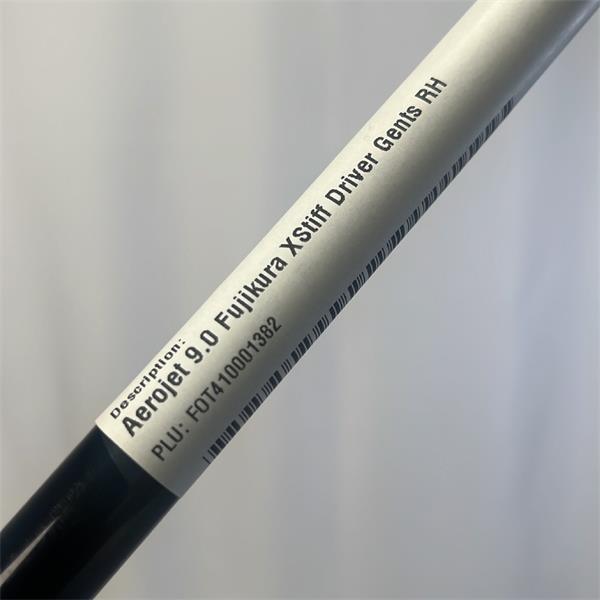 Description:
Aerojet 9.0 Fujikura XStiff Driver Gents RH
PLU: FOT410001382